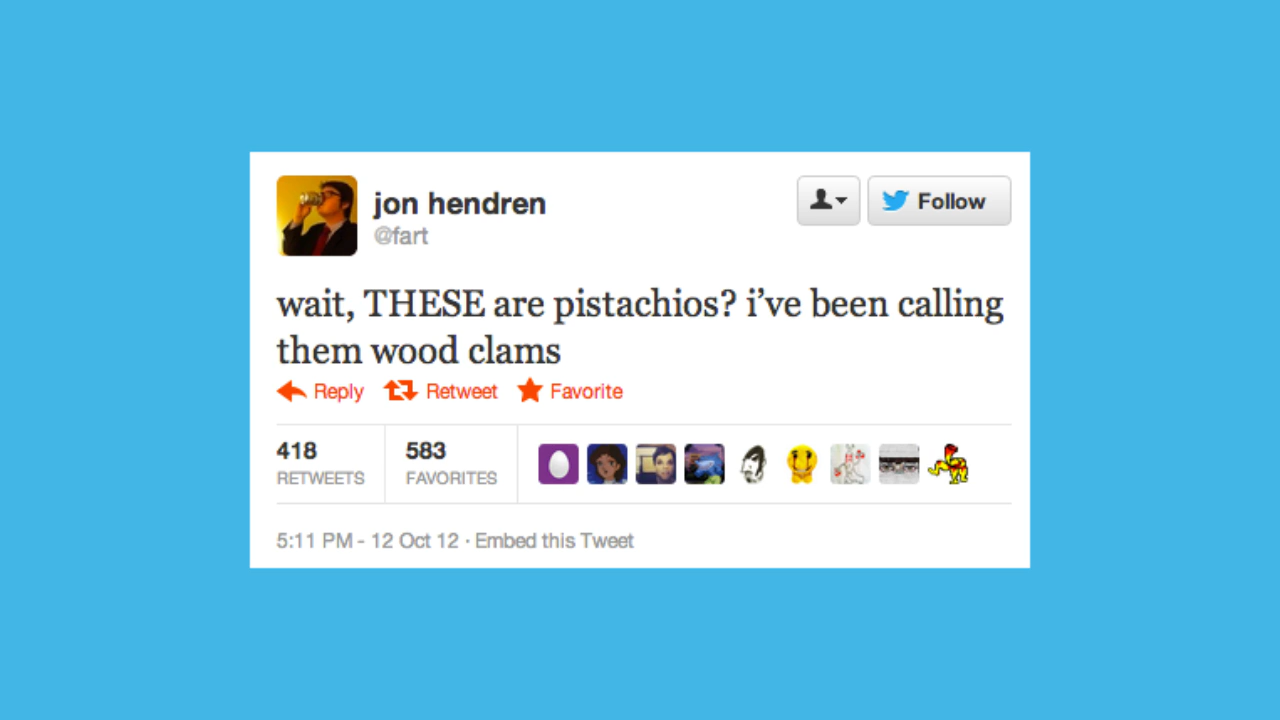 jon hendren
@fart
Follow
wait, THESE are pistachios? i’ve been calling
them wood clams
Reply Retweet Favorite
418 583
RETWEETS FAVORITES
5:11 PM - 12 Oct 12 · Embed this Tweet